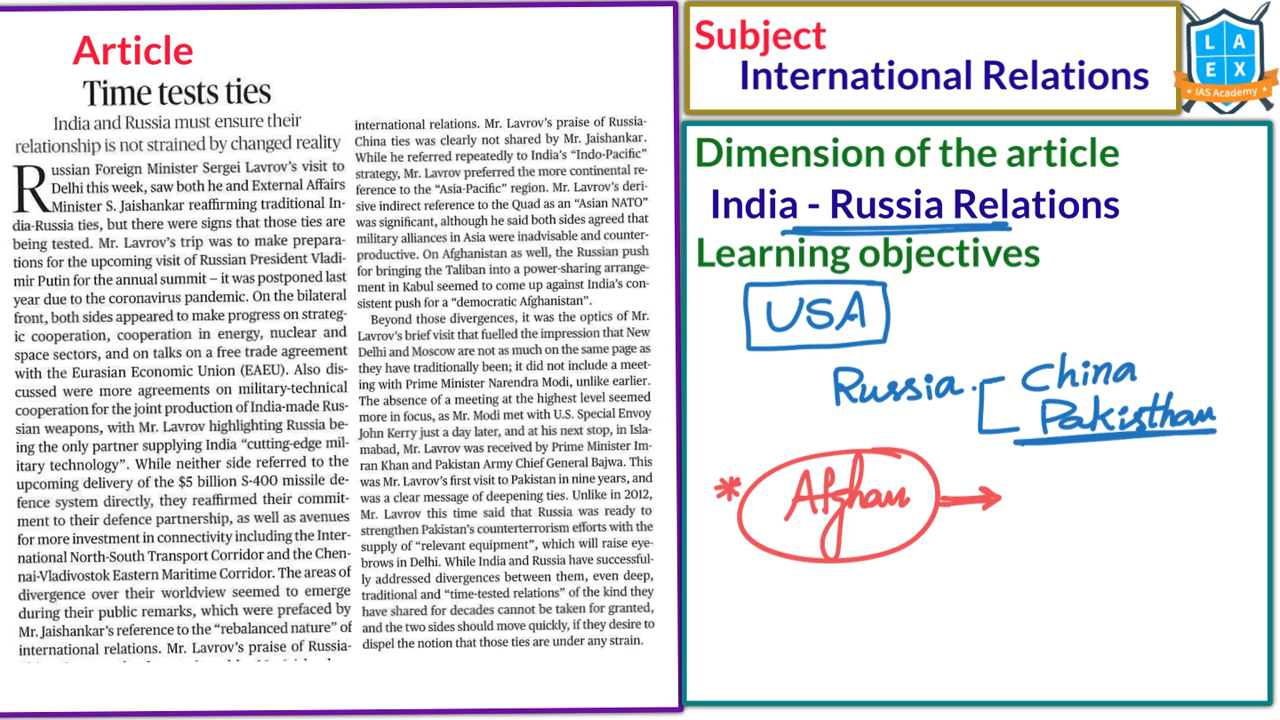 Article
Time tests ties
India and Russia must ensure their
relationship is not strained by changed reality
Russian Foreign Minister Sergei Lavrov's visit to
Delhi this week, saw both he and External Affairs
Minister S. Jaishankar reaffirming traditional In-
dia-Russia ties, but there were signs that those ties are
being tested. Mr. Lavrov's trip was to make prepara-
tions for the upcoming visit of Russian President Vladi-
mir Putin for the annual summit – it was postponed last
year due to the coronavirus pandemic. On the bilateral
front, both sides appeared to make progress on strateg-
ic cooperation, cooperation in energy, nuclear and
space sectors, and on talks on a free trade agreement
with the Eurasian Economic Union (EAEU). Also dis-
cussed were more agreements on military-technical
cooperation for the joint production of India-made Rus-
sian weapons, with Mr. Lavrov highlighting Russia be-
ing the only partner supplying India "cutting-edge mil-
itary technology". While neither side referred to the
upcoming delivery of the $5 billion S-400 missile de-
fence system directly, they reaffirmed their commit-
ment to their defence partnership, as well as avenues
for more investment in connectivity including the Inter-
national North-South Transport Corridor and the Chen-
nai-Vladivostok Eastern Maritime Corridor. The areas of
divergence over their worldview seemed to emerge
during their public remarks, which were prefaced by
Mr. Jaishankar's reference to the "rebalanced nature" of
international relations. Mr. Lavrov's praise of Russia-
international relations. Mr. Lavrov's praise of Russia-
China ties was clearly not shared by Mr. Jaishankar.
While he referred repeatedly to India's "Indo-Pacific"
strategy, Mr. Lavrov preferred the more continental re-
ference to the "Asia-Pacific" region. Mr. Lavrov's deri-
sive indirect reference to the Quad as an "Asian NATO"
was significant, although he said both sides agreed that
military alliances in Asia were inadvisable and counter-
productive. On Afghanistan as well, the Russian push
for bringing the Taliban into a power-sharing arrange-
ment in Kabul seemed to come up against India's con-
sistent push for a "democratic Afghanistan".
Beyond those divergences, it was the optics of Mr.
Lavrov's brief visit that fuelled the impression that New
Delhi and Moscow are not as much on the same page as
they have traditionally been; it did not include a meet-
ing with Prime Minister Narendra Modi, unlike earlier.
The absence of a meeting at the highest level seemed
more in focus, as Mr. Modi met with U.S. Special Envoy
John Kerry just a day later, and at his next stop, in Isla-
mabad, Mr. Lavrov was received by Prime Minister Im-
ran Khan and Pakistan Army Chief General Bajwa. This
was Mr. Lavrov's first visit to Pakistan in nine years, and
was a clear message of deepening ties. Unlike in 2012,
Mr. Lavrov this time said that Russia was ready to
strengthen Pakistan's counterterrorism efforts with the
supply of "relevant equipment", which will raise eye-
brows in Delhi. While India and Russia have successful-
ly addressed divergences between them, even deep,
traditional and "time-tested relations" of the kind they
have shared for decades cannot be taken for granted,
and the two sides should move quickly, if they desire to
dispel the notion that those ties are under any strain.
Subject
International Relations
L A
E X
IAS Academy
Dimension of the article
India - Russia Relations
Learning objectives
USA
Russia
China
Pakisthan
* Afghan